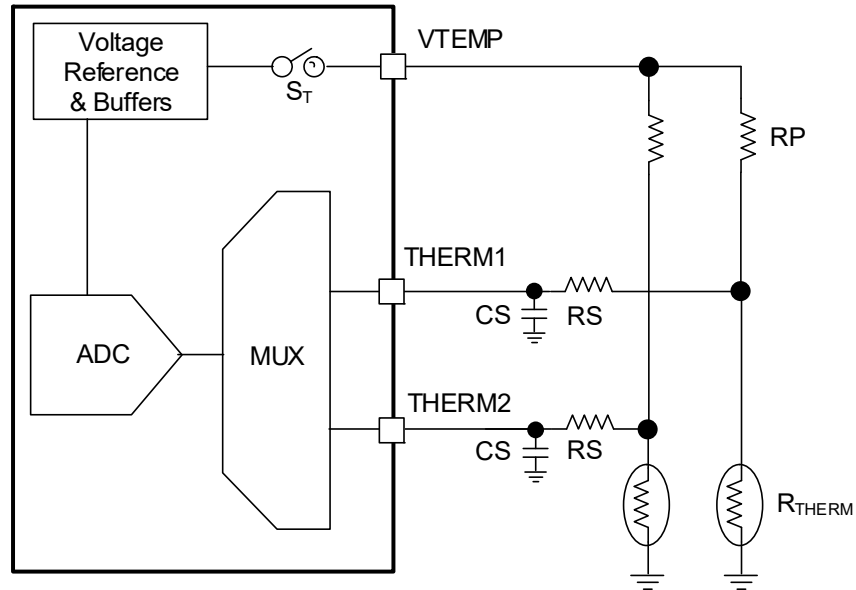 Voltage
Reference
& Buffers
ST
VTEMP
RP
THERM1
CS
RS
ADC
MUX
THERM2
CS
RS
RTHERM